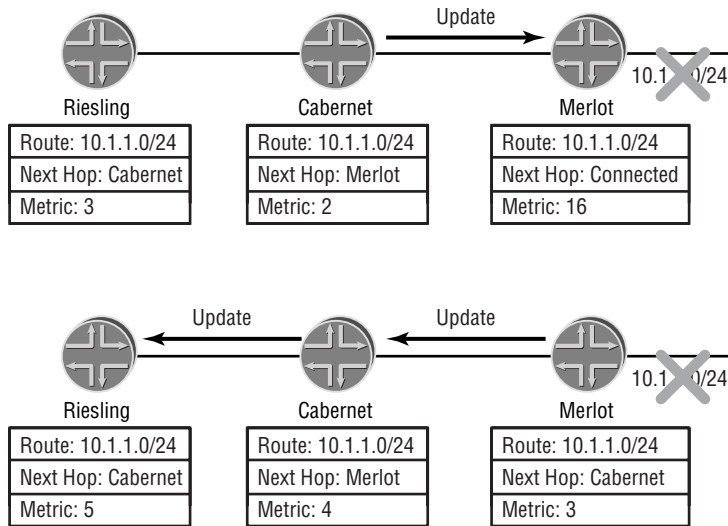 Update
10.1 0/24
Riesling
Cabernet
Merlot
Route: 10.1.1.0/24
Next Hop: Cabernet
Metric: 3
Route: 10.1.1.0/24
Next Hop: Merlot
Metric: 2
Route: 10.1.1.0/24
Next Hop: Connected
Metric: 16
Update
Update
10.1 0/24
Riesling
Cabernet
Merlot
Route: 10.1.1.0/24
Next Hop: Cabernet
Metric: 5
Route: 10.1.1.0/24
Next Hop: Merlot
Metric: 4
Route: 10.1.1.0/24
Next Hop: Cabernet
Metric: 3